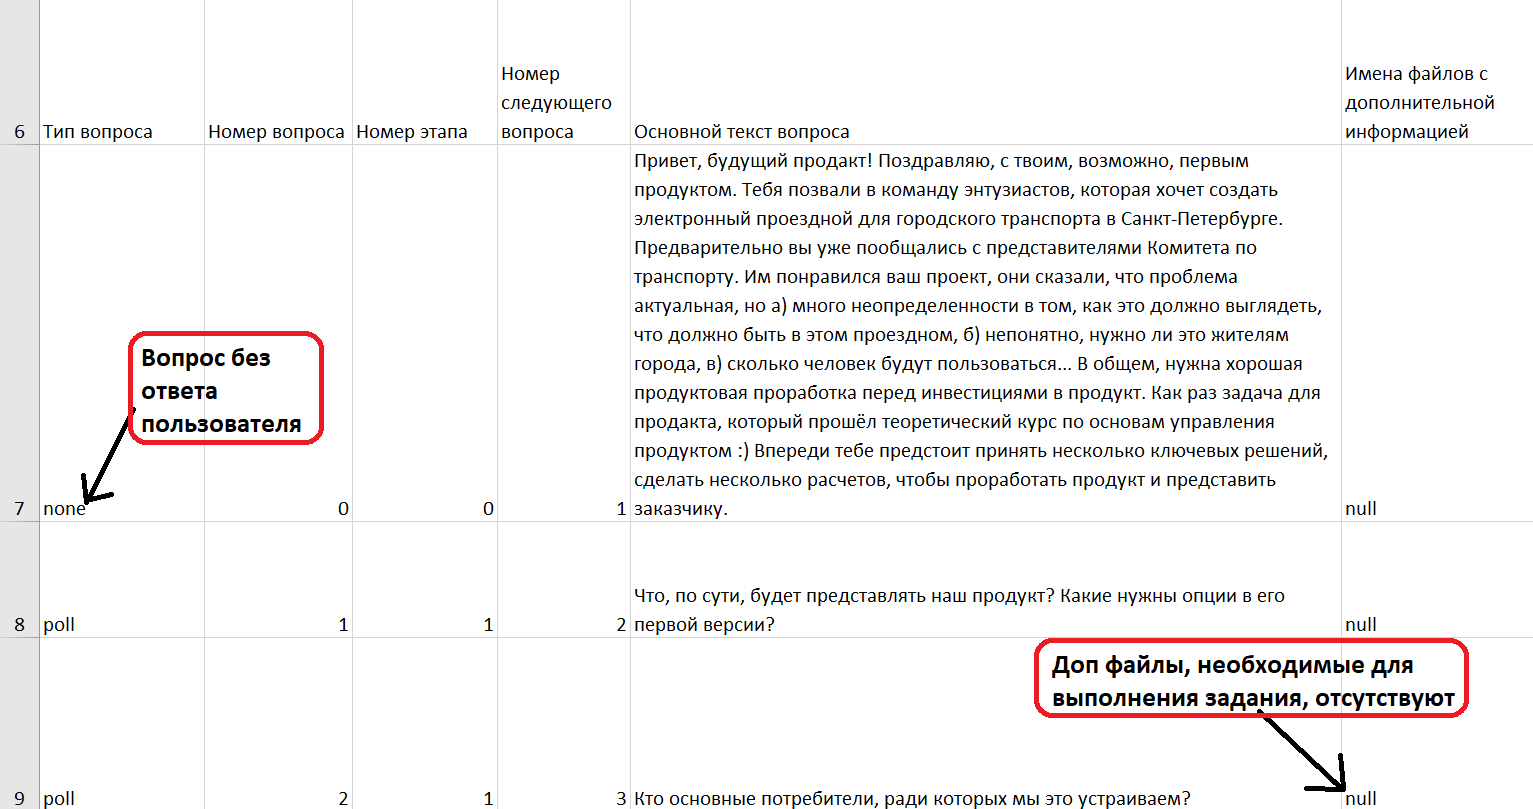 Номер
следующего
вопроса
Имена файлов с
дополнительной
информацией
6 Тип вопроса Номер вопроса Номер этапа Основной текст вопроса
Привет, будущий продакт! Поздравляю, с твоим, возможно, первым
продуктом. Тебя позвали в команду энтузиастов, которая хочет создать
электронный проездной для городского транспорта в Санкт-Петербурге.
Предварительно вы уже пообщались с представителями Комитета по
транспорту. Им понравился ваш проект, они сказали, что проблема
актуальная, но а) много неопределенности в том, как это должно выглядеть,
что должно быть в этом проездном, б) непонятно, нужно ли это жителям
города, в) сколько человек будут пользоваться... В общем, нужна хорошая
продуктовая проработка перед инвестициями в продукт. Как раз задача для
продакта, который прошёл теоретический курс по основам управления
продуктом :) Впереди тебе предстоит принять несколько ключевых решений,
сделать несколько расчетов, чтобы проработать продукт и представить
заказчику.
Вопрос без
ответа
пользователя
7 none 0 0 1 null
Что, по сути, будет представлять наш продукт? Какие нужны опции в его
первой версии?
8 poll 1 1 2 null
Доп файлы, необходимые для
выполнения задания, отсутствуют
9 poll 2 1 3 Кто основные потребители, ради которых мы это устраиваем? null